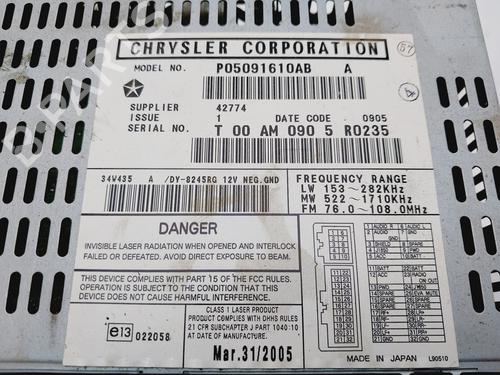 CHRYSLER CORPORATION
57
MODEL NO. P05091610AB A
SUPPLIER 42774
ISSUE 1 DATE CODE . 0905
SERIAL NO. T 00 AM 090 5 R0235
34W435 A /DY-8245RG 12V NEG.GND
FREQUENCY RANGE
LW 153~282KHz
MW 522~1710KHz
FM 76.0~108.0MHz
DANGER
INVISIBLE LASER RADIATION WHEN OPENED AND INTERLOCK
FAILED OR DEFEATED. AVOID DIRECT EXPOSURE TO BEAM.
THIS DEVICE COMPLIES WITH PART 15 OF THE FCC RULES.
OPERATION IS SUBJECT TO THE CONDITION THAT THIS
DEVICE DOES NOT CAUSE HARMFUL INTERFERENCE.
CLASS 1 LASER PRODUCT
PRODUCT COMPLIES WITH DHHS RULES
21 CFR SUBCHAPTER J PART 1040:10
AT DATE OF MANUFACTURE.
e13 022058
Mar.31/2005
MADE IN JAPAN L90510
B-PARTS